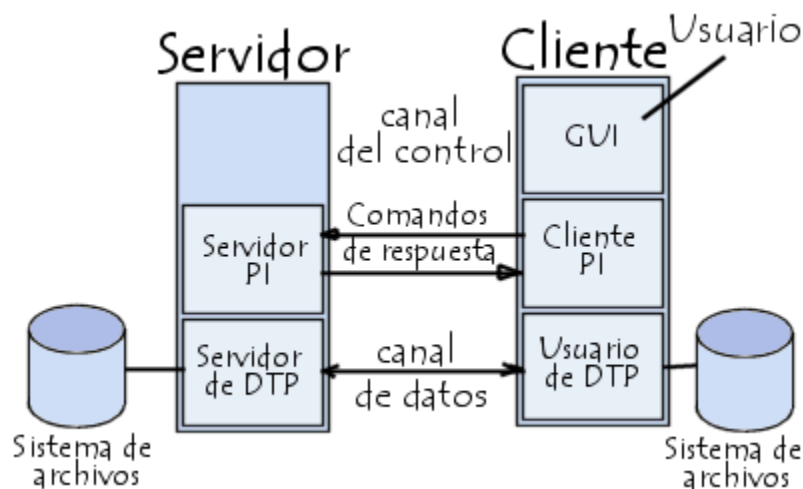 Servidor
Cliente
Usuario
canal
del control
GUI
Comandos
de respuesta
Servidor
PI
Cliente
PI
Servidor
de DTP
canal
de datos
Usuario
de DTP
Sistema de
archivos
Sistema de
archivos